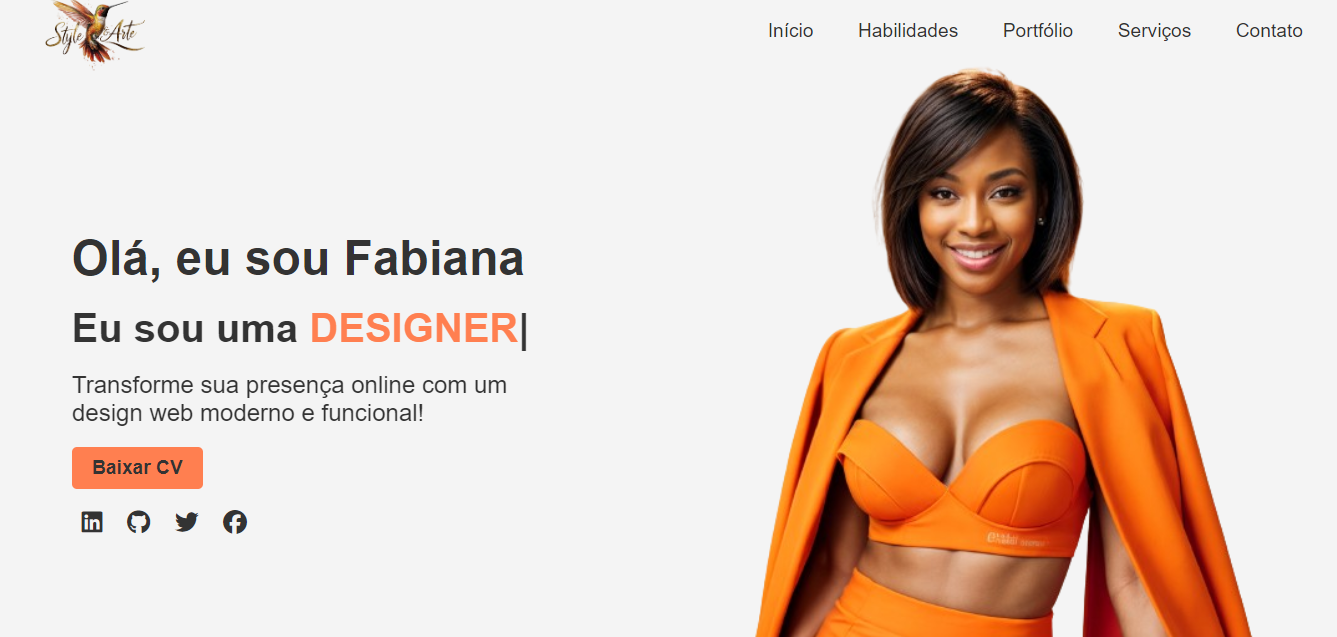 Style & Arte
Início
Habilidades
Portfólio
Serviços
Contato
Olá, eu sou Fabiana
Eu sou uma DESIGNER|
Transforme sua presença online com um
design web moderno e funcional!
Baixar CV
in